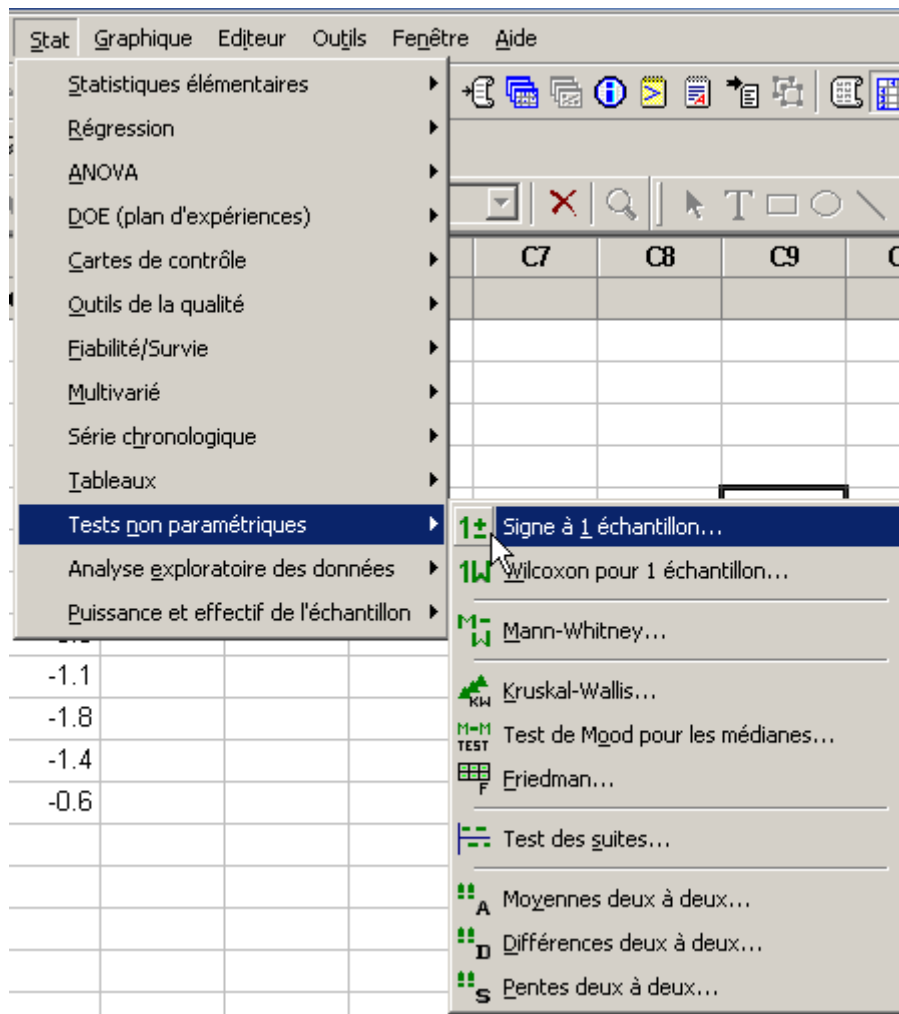 Stat Graphique Editeur Outils Fenêtre Aide
Statistiques élémentaires
Régression
ANOVA
DOE (plan d'expériences)
Cartes de contrôle
Outils de la qualité
Fiabilité/Survie
Multivarié
Série chronologique
Tableaux
Tests non paramétriques
Analyse exploratoire des données
Puissance et effectif de l'échantillon
C7 C8 C9
1± Signe à 1 échantillon...
1W Wilcoxon pour 1 échantillon...
M-W Mann-Whitney...
KW Kruskal-Wallis...
M-M TEST Test de Mood pour les médianes...
F Friedman...
Test des suites...
A Moyennes deux à deux...
D Différences deux à deux...
S Pentes deux à deux...
-1.1
-1.8
-1.4
-0.6